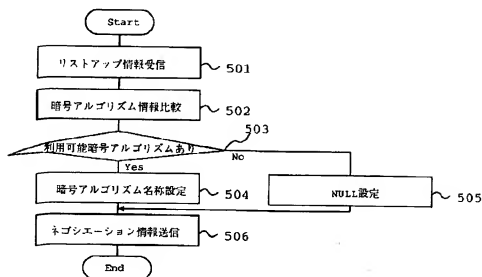 Start
リストアップ情報受信
501
暗号アルゴリズム情報比較
502
503
利用可能暗号アルゴリズムあり
No
Yes
暗号アルゴリズム名称設定
504
NULL設定
505
ネゴシエーション情報送信
506
End